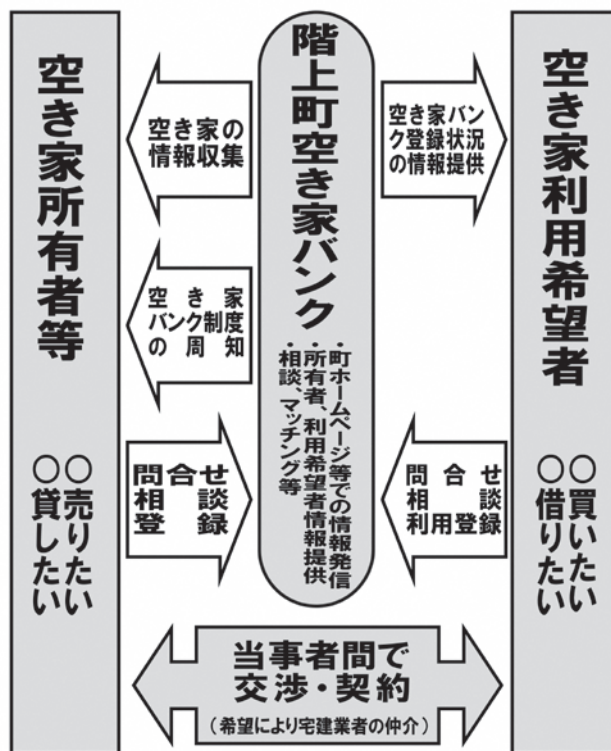 空き家所有者等
○売りたい
○貸したい
空き家の
情報収集
空き家
バンク制度
の周知
問合せ
相談
登録
階上町空き家バンク
・町ホームページ等での情報発信
・所有者、利用希望者情報提供
・相談、マッチング等
空き家バン
ク登録状況
の情報提供
問合せ
相談
利用登録
空き家利用希望者
○買いたい
○借りたい
当事者間で
交渉・契約
（希望により宅建業者の仲介）